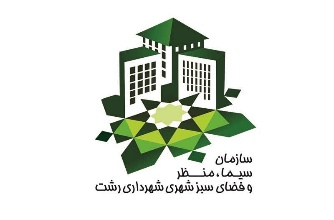 سازمان
سیما، منظر
و فضای سبز شهری شهرداری رشت